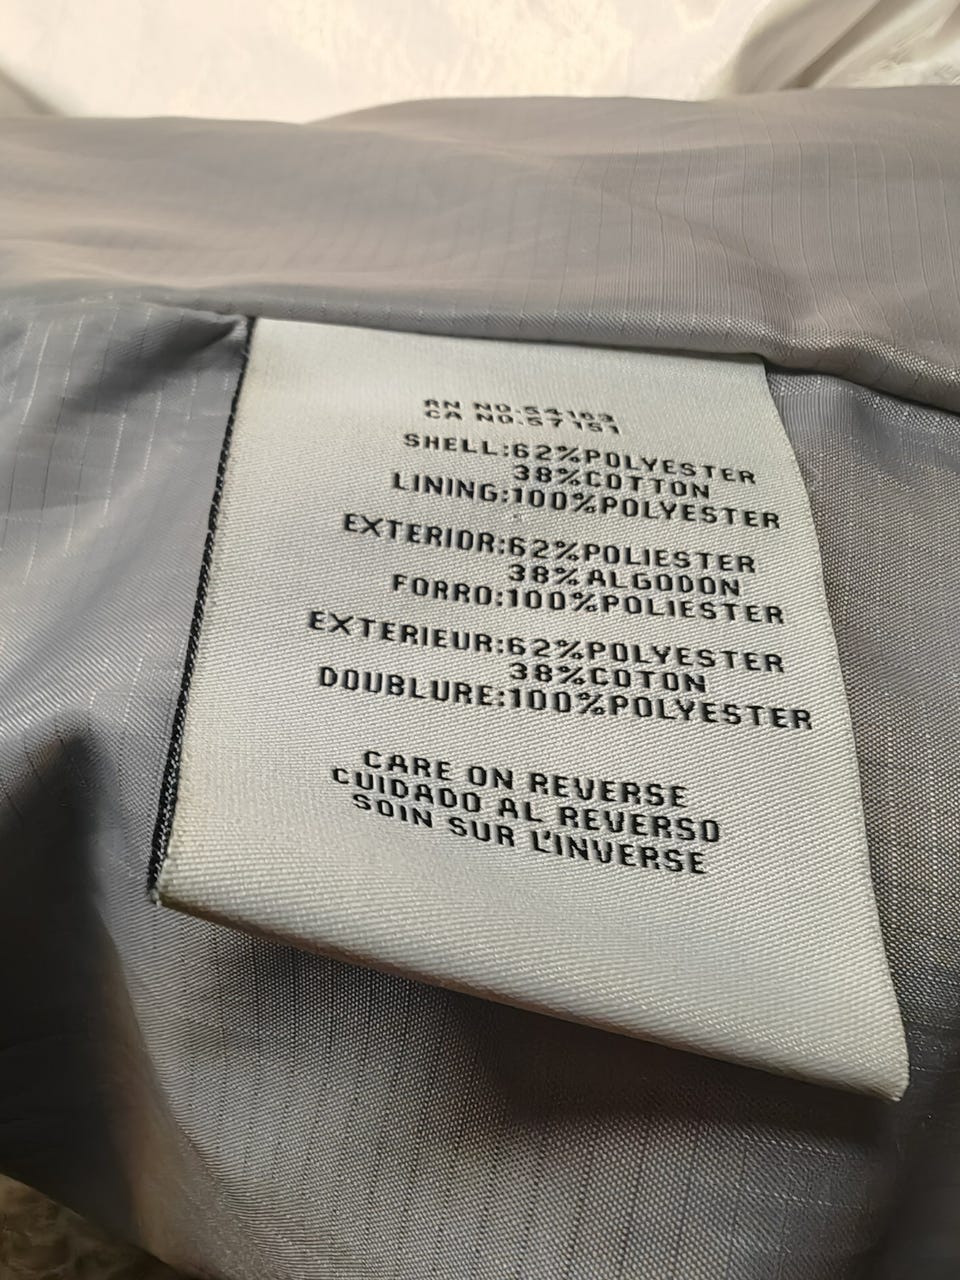 RN NO.54163
CA NO.57151
SHELL:62%POLYESTER
38%COTTON
LINING:100%POLYESTER
EXTERIOR:62%POLIESTER
38%ALGODON
FORRO:100%POLIESTER
EXTERIEUR:62%POLYESTER
38%COTON
DOUBLURE:100%POLYESTER
CARE ON REVERSE
CUIDADO AL REVERSO
SOIN SUR L'INVERSE